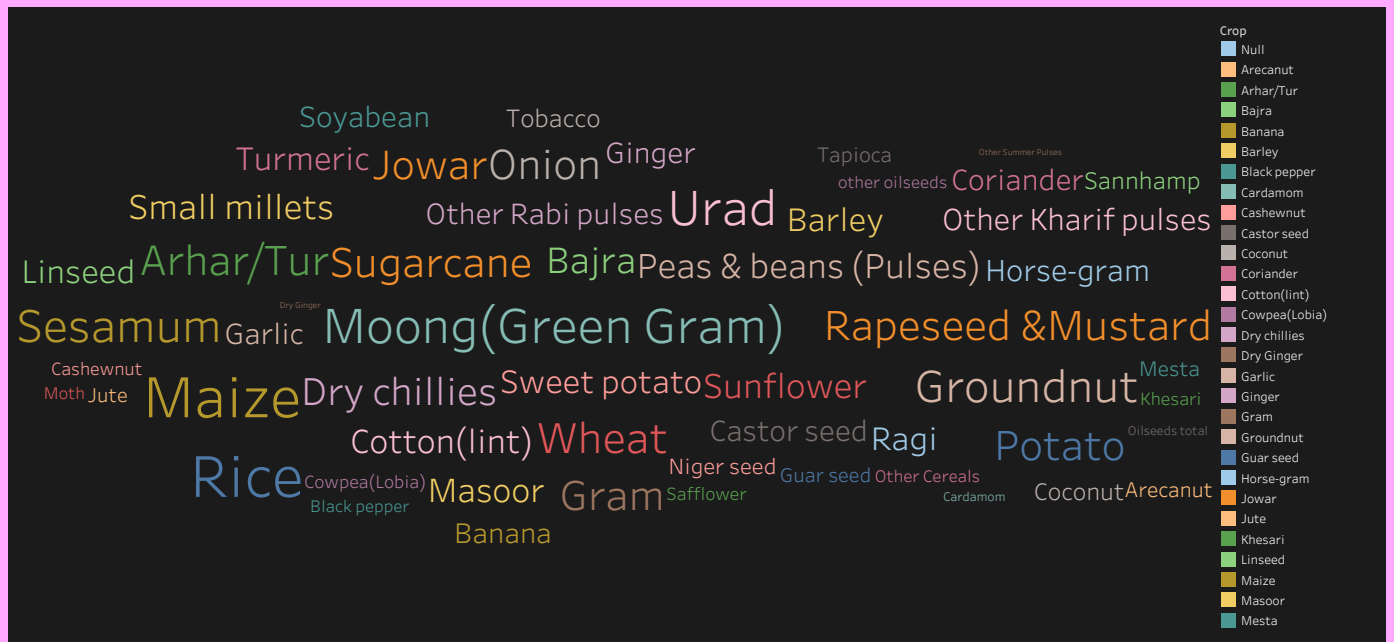 Soyabean Tobacco
Turmeric Jowar Onion Ginger Tapioca Other Summer Pulses
other oilseeds Coriander Sannhamp
Small millets Other Rabi pulses Urad Barley Other Kharif pulses
Linseed Arhar/Tur Sugarcane Bajra Peas & beans (Pulses) Horse-gram
Dry Ginger
Sesamum Garlic Moong(Green Gram) Rapeseed &Mustard
Cashewnut Mesta
Moth Jute Maize Dry chillies Sweet potato Sunflower Groundnut Khesari
Cotton(lint) Wheat Castor seed Ragi Potato Oilseeds total
Rice Cowpea(Lobia) Masoor Gram Niger seed Guar seed Other Cereals
Black pepper Safflower Cardamom Coconut Arecanut
Banana
Crop
Null
Arecanut
Arhar/Tur
Bajra
Banana
Barley
Black pepper
Cardamom
Cashewnut
Castor seed
Coconut
Coriander
Cotton(lint)
Cowpea(Lobia)
Dry chillies
Dry Ginger
Garlic
Ginger
Gram
Groundnut
Guar seed
Horse-gram
Jowar
Jute
Khesari
Linseed
Maize
Masoor
Mesta